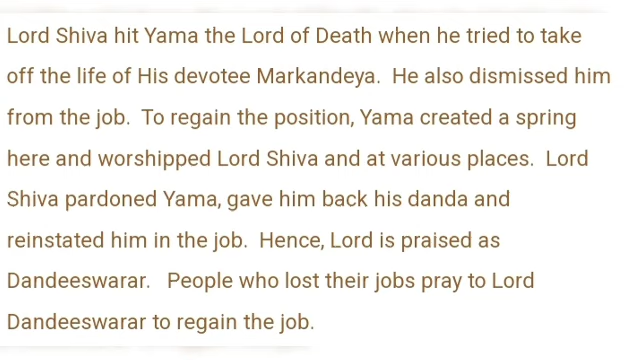 Lord Shiva hit Yama the Lord of Death when he tried to take
off the life of His devotee Markandeya.  He also dismissed him
from the job.  To regain the position, Yama created a spring
here and worshipped Lord Shiva and at various places.  Lord
Shiva pardoned Yama, gave him back his danda and
reinstated him in the job.  Hence, Lord is praised as
Dandeeswarar.   People who lost their jobs pray to Lord
Dandeeswarar to regain the job.